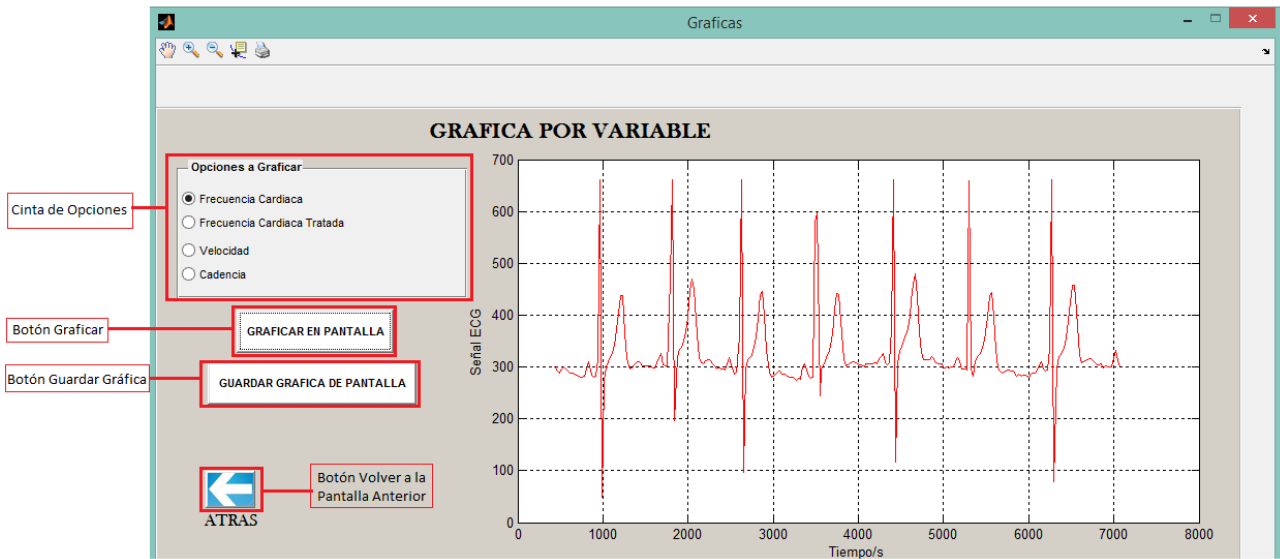 Graficas
GRAFICA POR VARIABLE
Cinta de Opciones
Opciones a Graficar
Frecuencia Cardiaca
Frecuencia Cardiaca Tratada
Velocidad
Cadencia
Botón Graficar
GRAFICAR EN PANTALLA
Botón Guardar Gráfica
GUARDAR GRAFICA DE PANTALLA
ATRAS
Botón Volver a la
Pantalla Anterior
Señal ECG
700
600
500
400
300
200
100
0
0 1000 2000 3000 4000 5000 6000 7000 8000
Tiempo/s